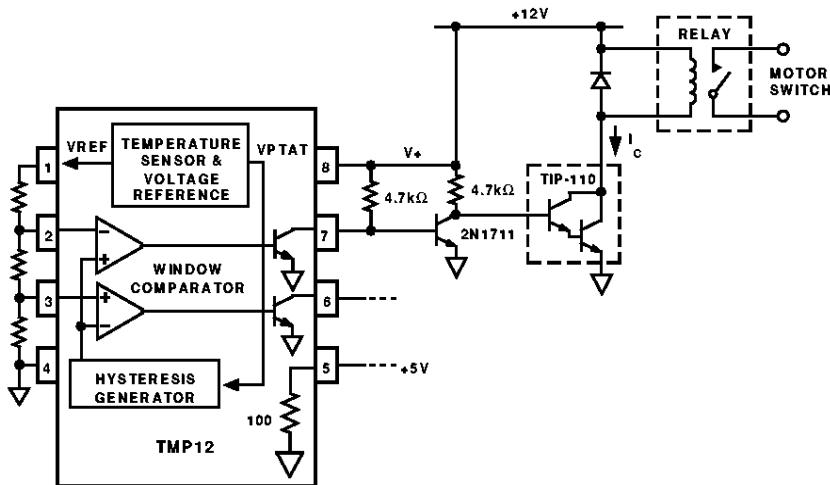 +12V
RELAY
MOTOR
SWITCH
I
C
TIP-110
TEMPERATURE
SENSOR &
VOLTAGE
REFERENCE
VREF
VPTAT
1
8
V+
4.7kΩ
4.7kΩ
2
7
2N1711
WINDOW
COMPARATOR
-
+
3
6
+
-
4
5
+5V
HYSTERESIS
GENERATOR
100
TMP12